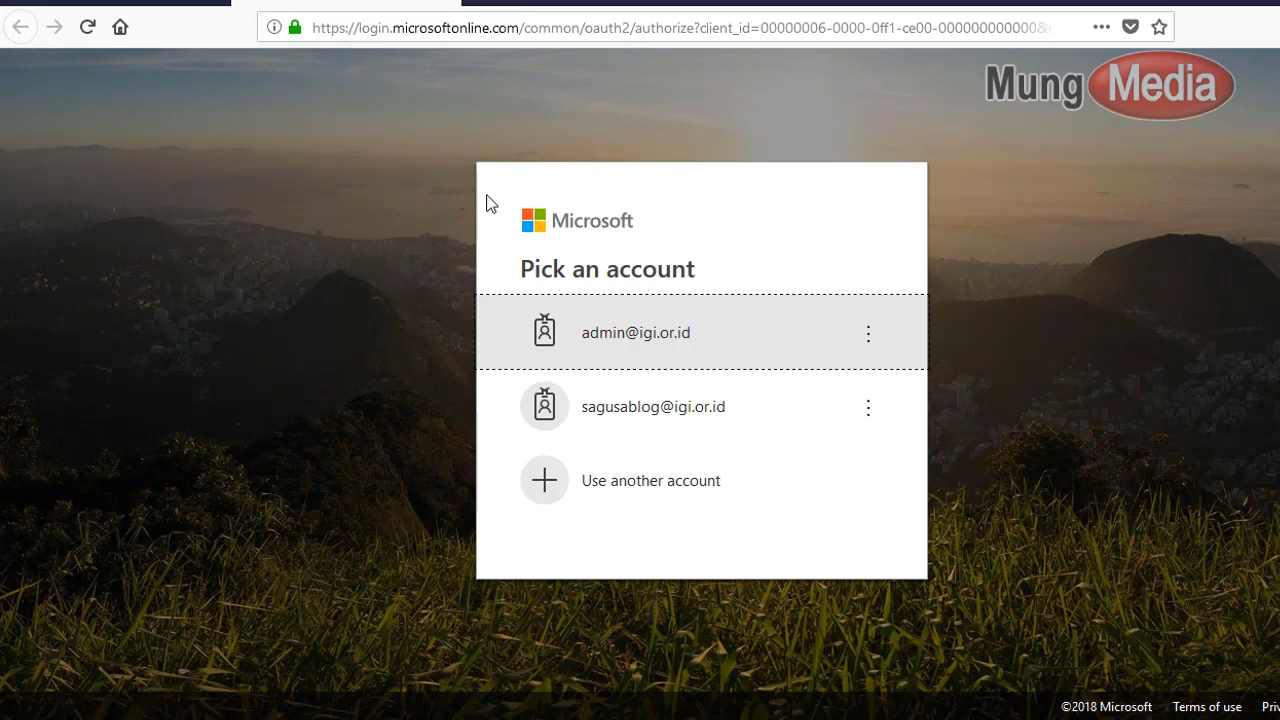 https://login.microsoftonline.com/common/oauth2/authorize?client_id=00000006-0000-0ff1-ce00-000000000000&
Mung Media
Microsoft
Pick an account
admin@igi.or.id
sagusablog@igi.or.id
Use another account
©2018 Microsoft Terms of use Pri